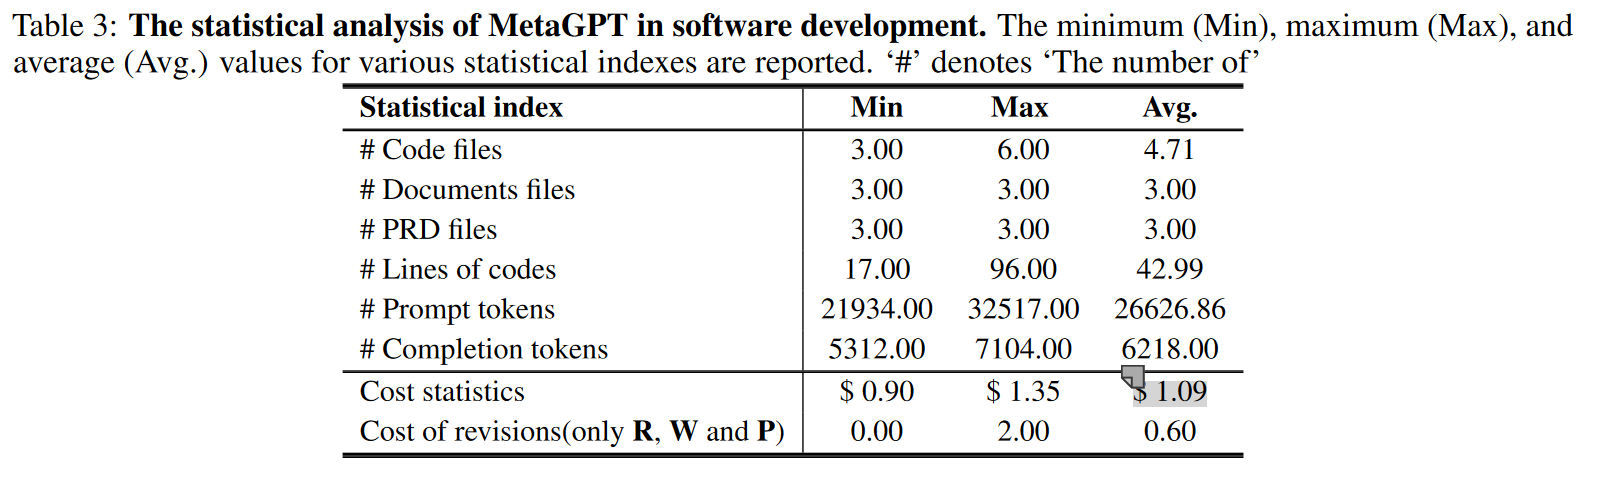 Table 3: The statistical analysis of MetaGPT in software development. The minimum (Min), maximum (Max), and
average (Avg.) values for various statistical indexes are reported. ‘#’ denotes ‘The number of’
Statistical index Min Max Avg.
# Code files 3.00 6.00 4.71
# Documents files 3.00 3.00 3.00
# PRD files 3.00 3.00 3.00
# Lines of codes 17.00 96.00 42.99
# Prompt tokens 21934.00 32517.00 26626.86
# Completion tokens 5312.00 7104.00 6218.00
Cost statistics $ 0.90 $ 1.35 $ 1.09
Cost of revisions(only R, W and P) 0.00 2.00 0.60